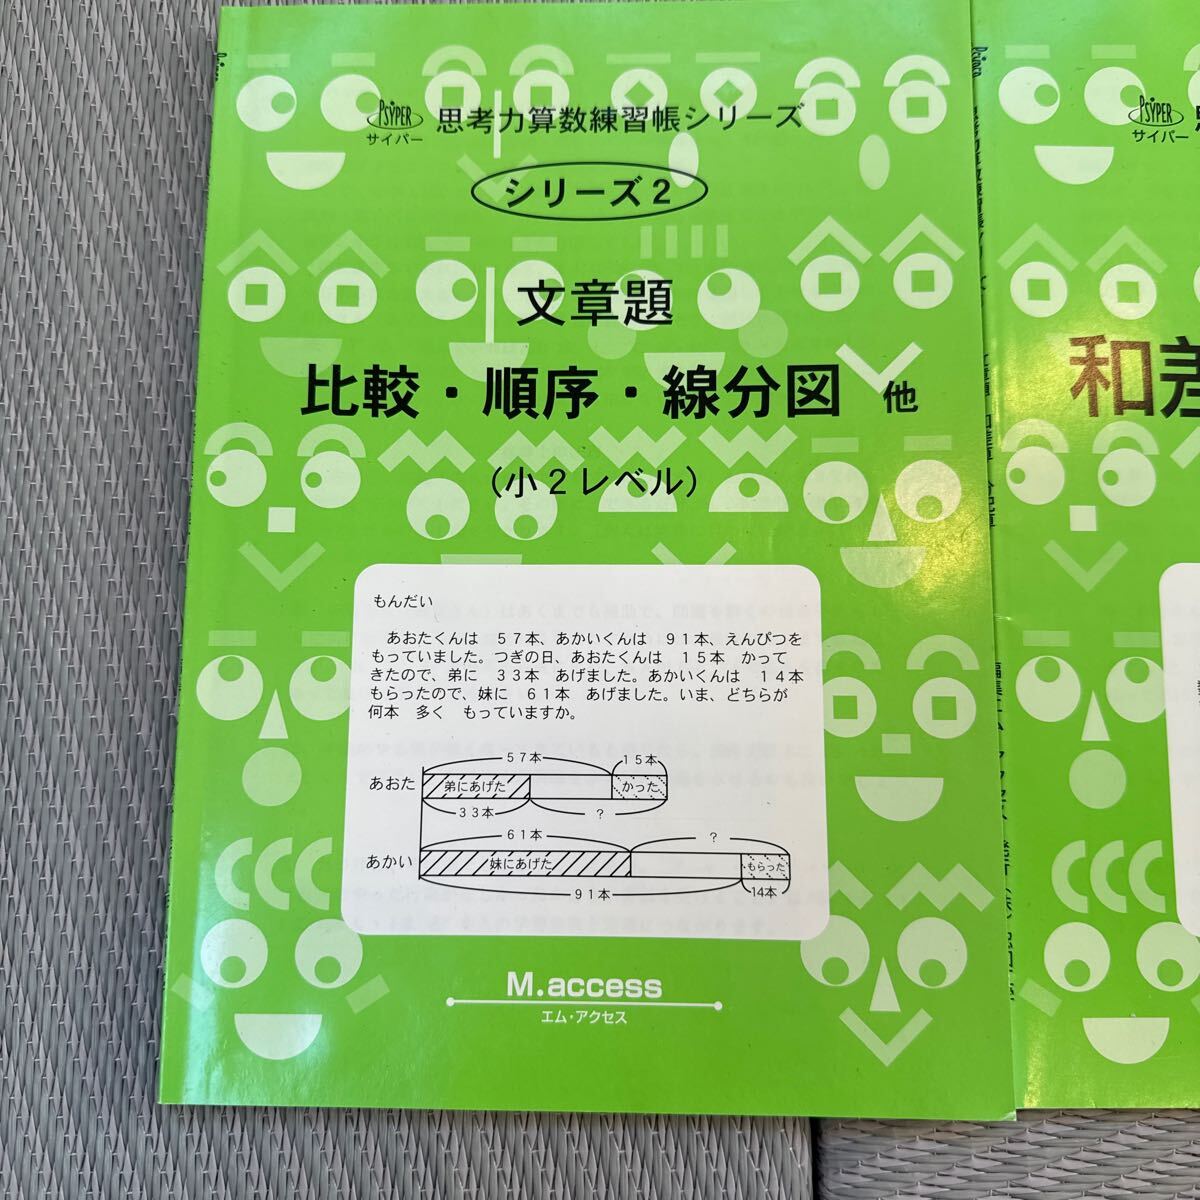 PSYPER
サイパー
思考力算数練習帳シリーズ
シリーズ2
文章題
比較・順序・線分図 他
(小2レベル)
もんだい
あおたくんは 57本、あかいくんは 91本、えんぴつを
もっていました。つぎの日、あおたくんは 15本 かって
きたので、弟に 33本 あげました。あかいくんは 14本
もらったので、妹に 61本 あげました。いま、どちらが
何本 多く もっていますか。
57本 15本
あおた 弟にあげた かった
33本 ?
61本 ?
あかい 妹にあげた もらった
91本 14本
M.access
エム・アクセス
PSYPER
サイパー
和差